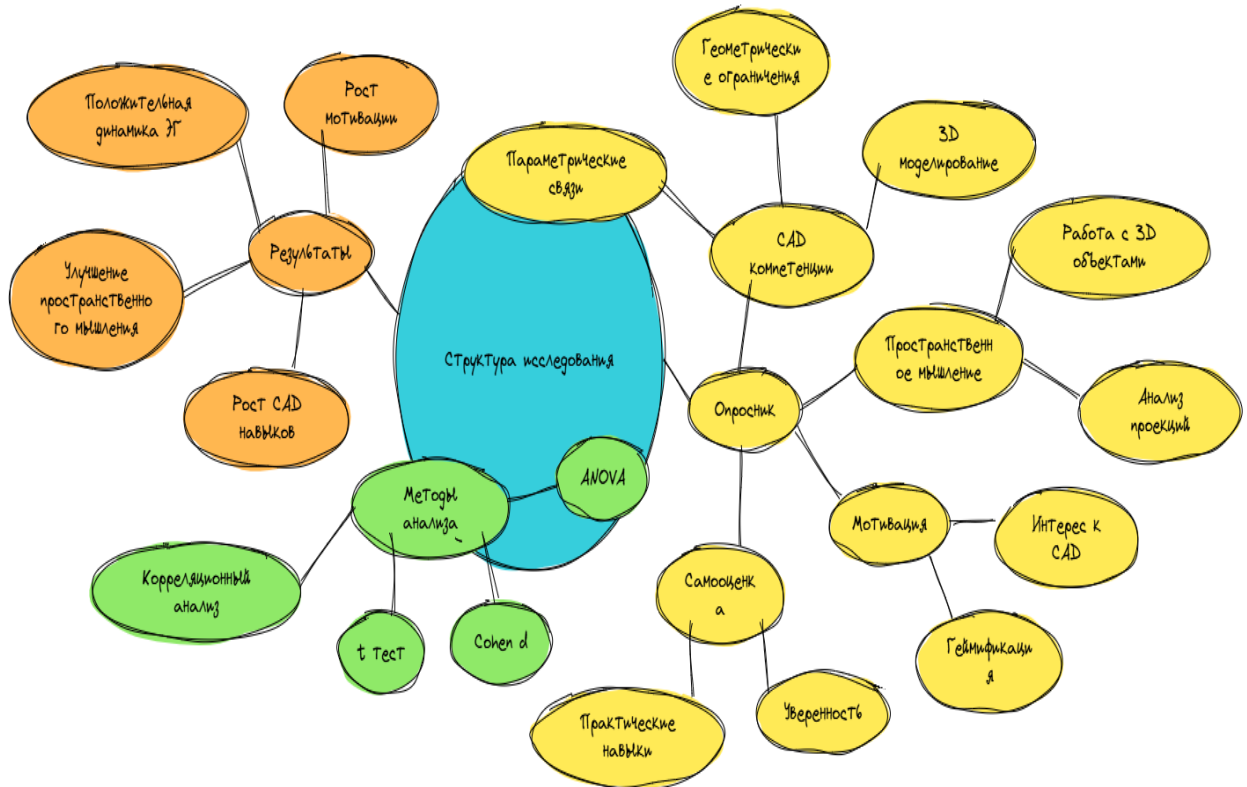 Геометрически
е ограничения
Положительная
динамика ЭГ
Рост
мотивации
Параметрические
связи
3D
моделирование
Результаты
CAD
компетенции
Работа с 3D
объектами
Улучшение
пространственно
го мышления
Структура исследования
Пространственн
ое мышление
Рост CAD
навыков
Опросник
Анализ
проекций
Методы
анализа
ANOVA
Мотивация
Интерес к
CAD
Корреляционный
анализ
t тест
Cohen d
Самооценк
а
Геймификаци
я
Практические
навыки
Уверенность